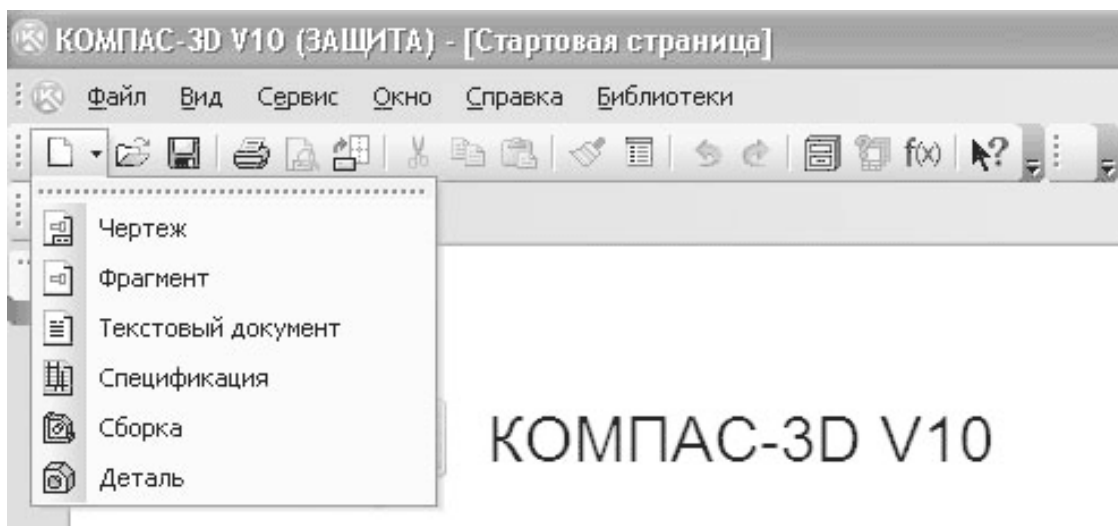 КОМПАС-3D V10 (ЗАЩИТА) - [Стартовая страница]
Файл Вид Сервис Окно Справка Библиотеки
f(x) ?
Чертеж
Фрагмент
Текстовый документ
Спецификация
Сборка
Деталь
КОМПАС-3D V10